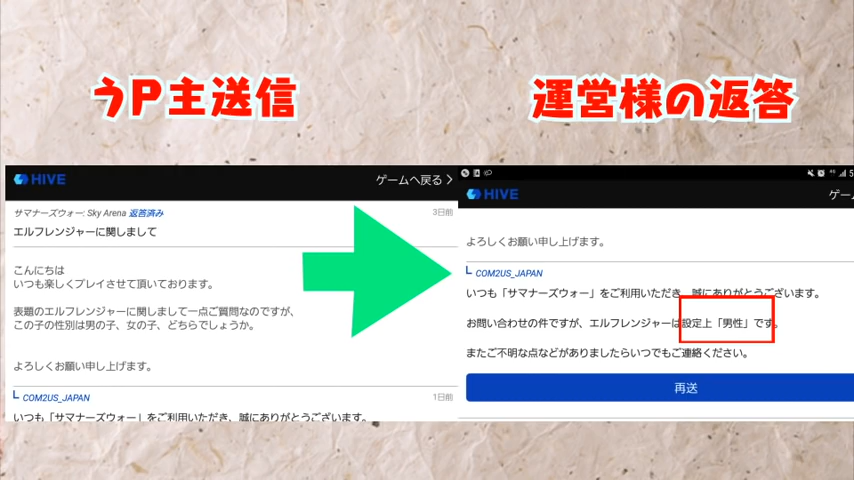 うP主送信
運営様の返答
HIVE
ゲームへ戻る >
サマナーズウォー: Sky Arena 返答済み
3日前
エルフレンジャーに関しまして
こんにちは
いつも楽しくプレイさせて頂いております。
表題のエルフレンジャーに関しまして一点ご質問なのですが、
この子の性別は男の子、女の子、どちらでしょうか。
よろしくお願い申し上げます。
COM2US_JAPAN
1日前
いつも「サマナーズウォー」をご利用いただき、誠にありがとうございます。
HIVE
ゲー
よろしくお願い申し上げます。
COM2US_JAPAN
いつも「サマナーズウォー」をご利用いただき、誠にありがとうございます。
お問い合わせの件ですが、エルフレンジャーは設定上「男性」です。
またご不明な点などがありましたらいつでもご連絡ください。
再送